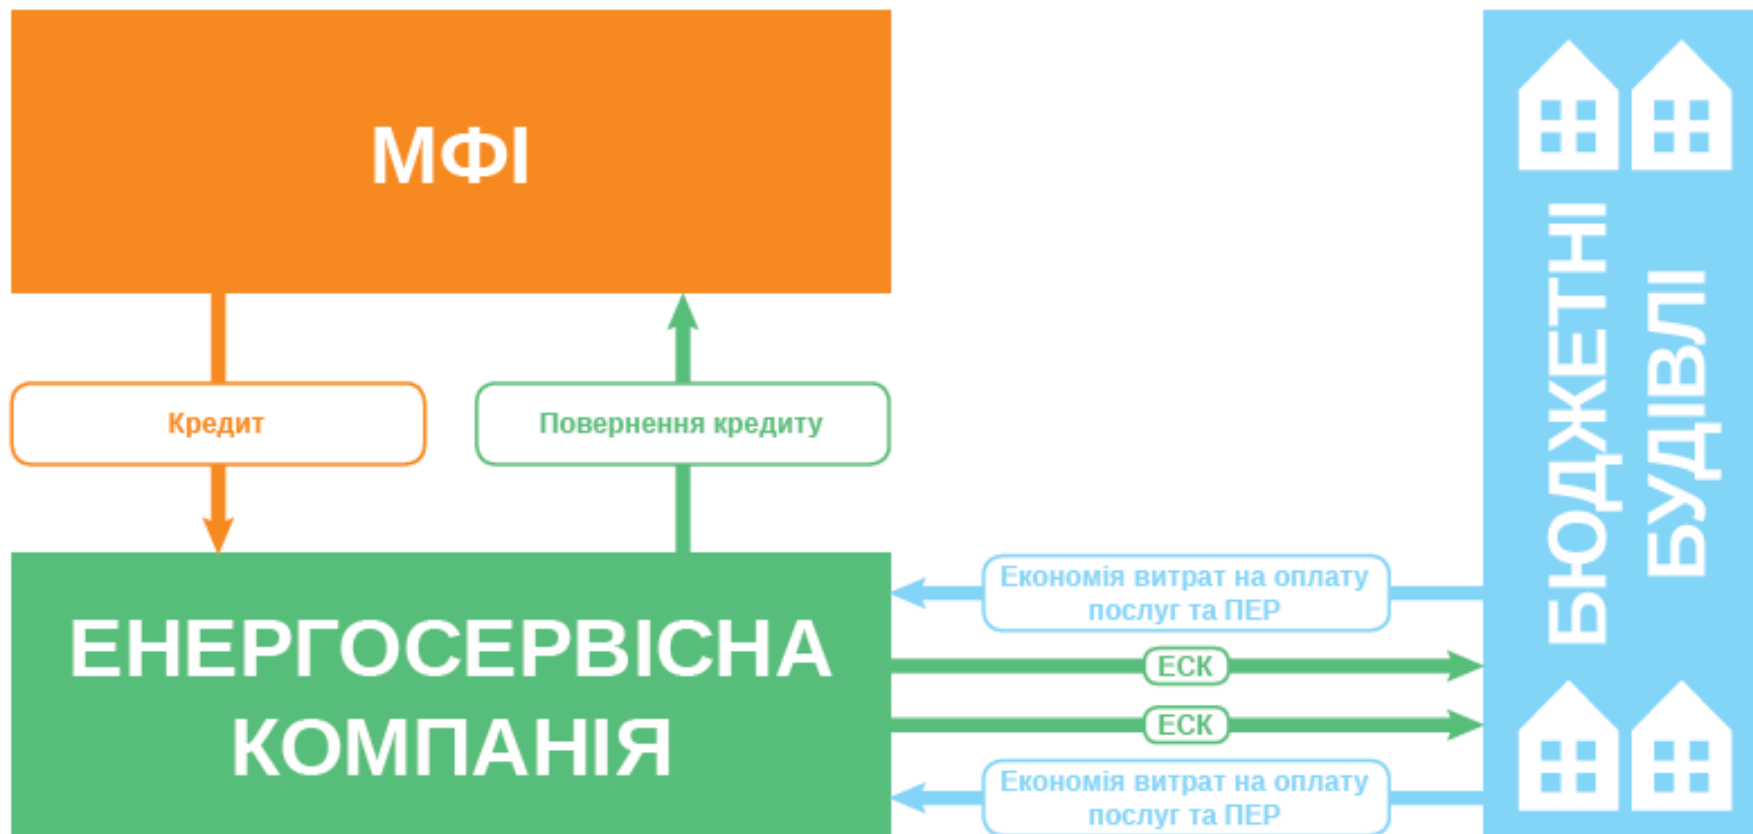 МФІ
Кредит
Повернення кредиту
ЕНЕРГОСЕРВІСНА
КОМПАНІЯ
Економія витрат на оплату
послуг та ПЕР
ЕСК
ЕСК
Економія витрат на оплату
послуг та ПЕР
БЮДЖЕТНІ
БУДІВЛІ